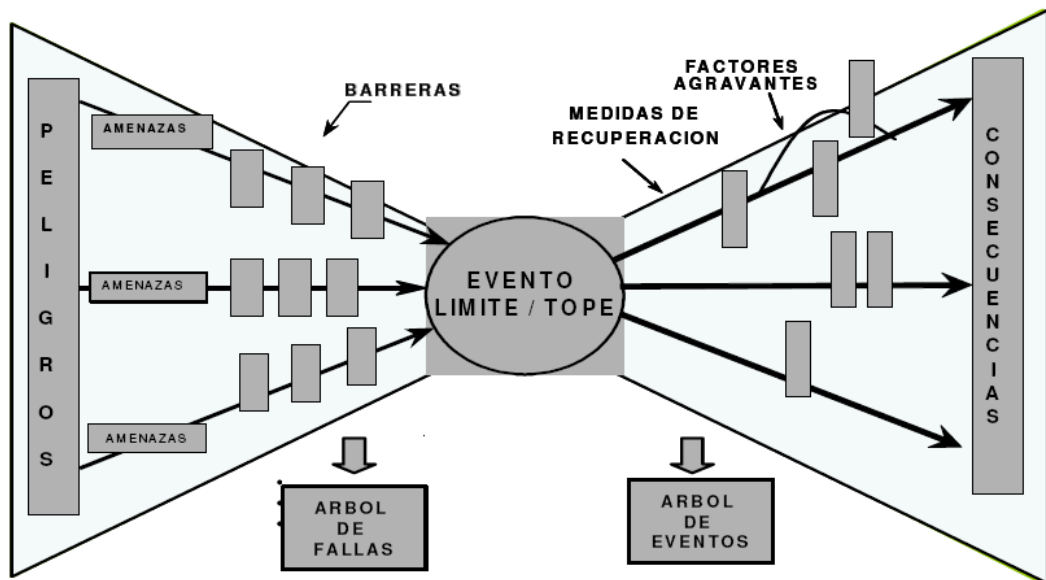 PELIGROS
AMENAZAS
AMENAZAS
AMENAZAS
BARRERAS
EVENTO
LIMITE / TOPE
MEDIDAS DE
RECUPERACION
FACTORES
AGRAVANTES
CONSECUENCIAS
ARBOL
DE
FALLAS
ARBOL
DE
EVENTOS